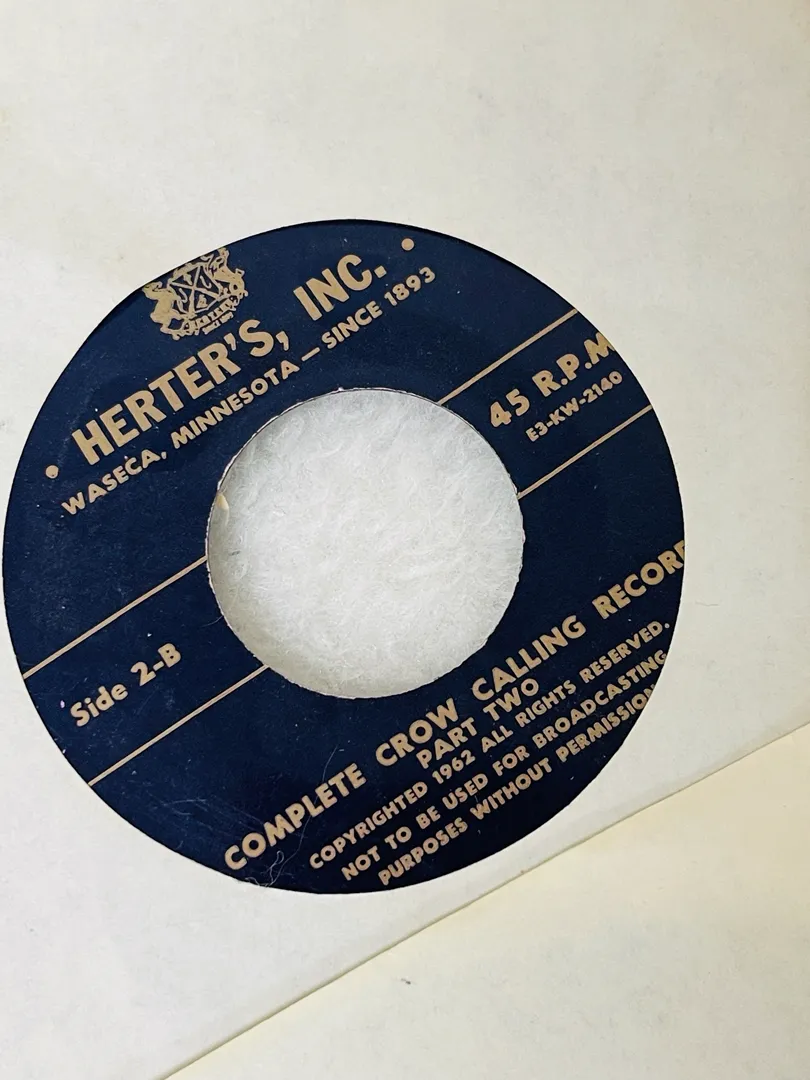 HERTER'S, INC.
WASECA, MINNESOTA — SINCE 1893
45 R.P.M
E3-KW-2140
Side 2-B
COMPLETE CROW CALLING RECORD
PART TWO
COPYRIGHTED 1962 ALL RIGHTS RESERVED.
NOT TO BE USED FOR BROADCASTING
PURPOSES WITHOUT PERMISSION